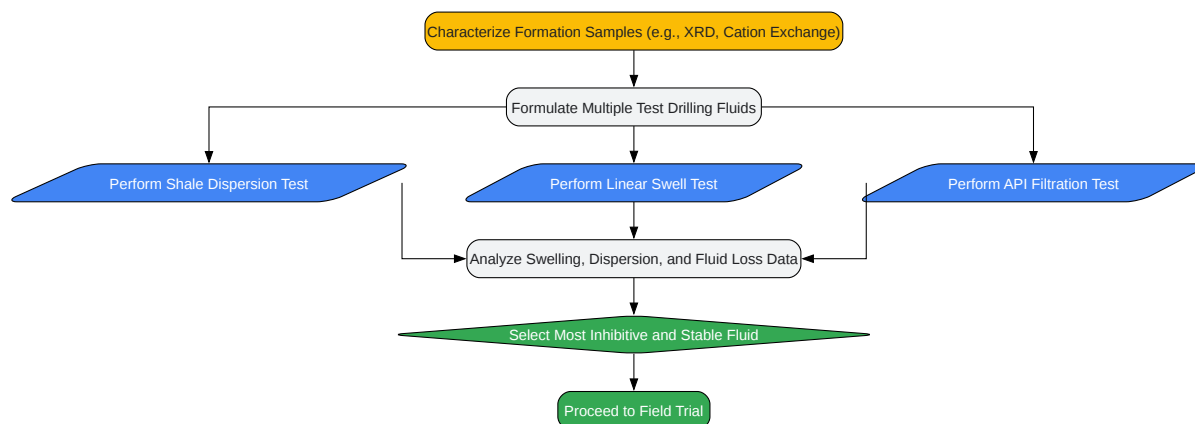 Characterize Formation Samples (e.g., XRD, Cation Exchange)
Formulate Multiple Test Drilling Fluids
Perform Shale Dispersion Test
Perform Linear Swell Test
Perform API Filtration Test
Analyze Swelling, Dispersion, and Fluid Loss Data
Select Most Inhibitive and Stable Fluid
Proceed to Field Trial